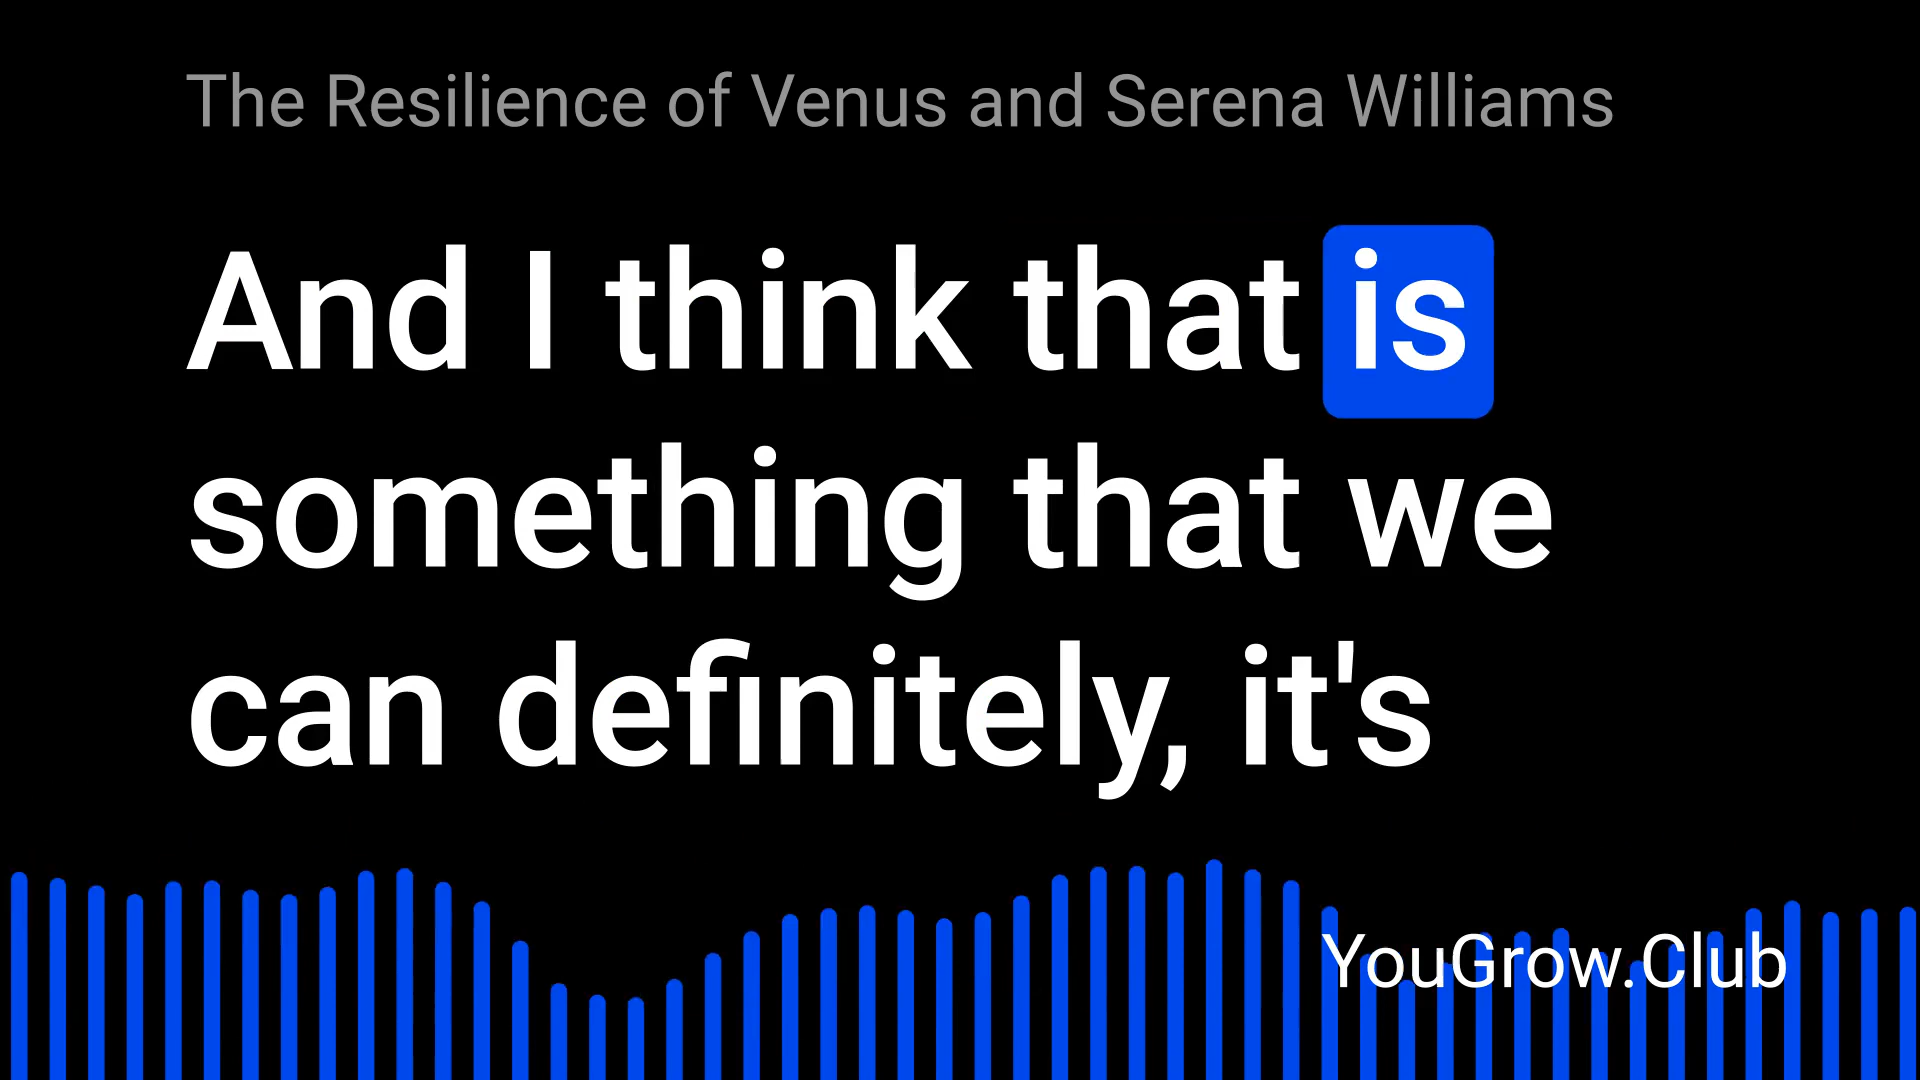 The Resilience of Venus and Serena Williams
And I think that is
something that we
can definitely, it's
YouGrow.Club